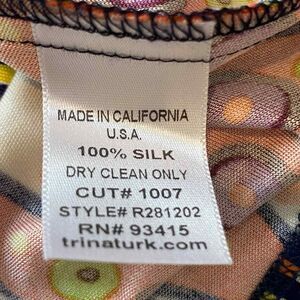 MADE IN CALIFORNIA
U.S.A.
100% SILK
DRY CLEAN ONLY
CUT# 1007
STYLE# R281202
RN# 93415
trinaturk.com